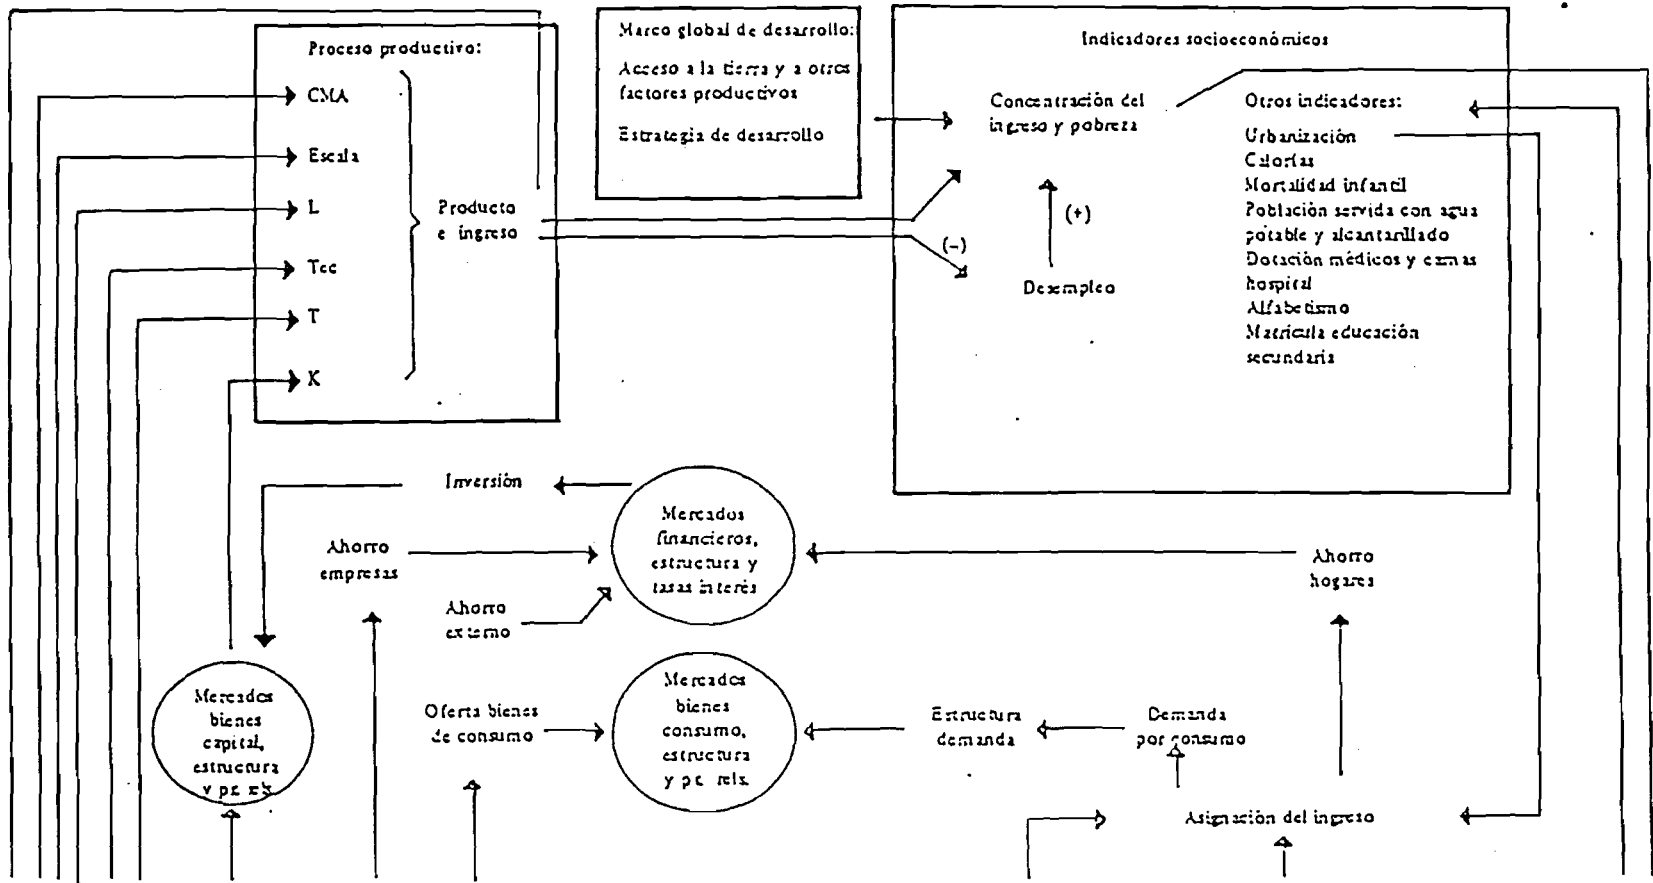 Proceso productivo:
CMA
Escala
L
Tec
T
K
Producto
e ingreso
Marco global de desarrollo:
Acceso a la tierra y a otros
factores productivos
Estrategia de desarrollo
Indicadores socioeconómicos
Concentración del
ingreso y pobreza
(+)
(-)
Desempleo
Otros indicadores:
Urbanización
Calorías
Mortalidad infantil
Población servida con agua
potable y alcantarillado
Dotación médicos y camas
hospital
Alfabetismo
Matrícula educación
secundaria
Inversión
Mercados
financieros,
estructura y
tasas interés
Ahorro
empresas
Ahorro
externo
Ahorro
hogares
Mercados
bienes
capital,
estructura
y pr. rels.
Oferta bienes
de consumo
Mercados
bienes
consumo,
estructura
y pr. rels.
Estructura
demanda
Demanda
por consumo
Asignación del ingreso